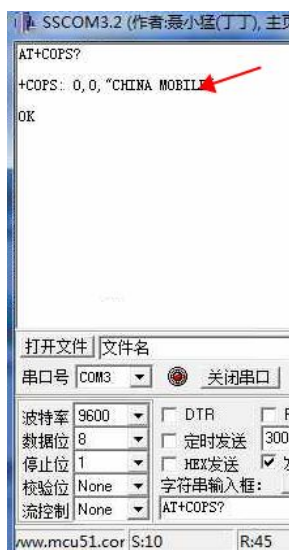 SSCOM3.2 (作者:聂小猛(丁丁), 主页
AT+COPS?
+COPS: 0,0,"CHINA MOBILE"
OK
打开文件 文件名
串口号 COM3 关闭串口
波特率 9600 DTR
数据位 8 定时发送 300
停止位 1 HEX发送
校验位 None 字符串输入框:
流控制 None AT+COPS?
www.mcu51.cor S:10 R:45